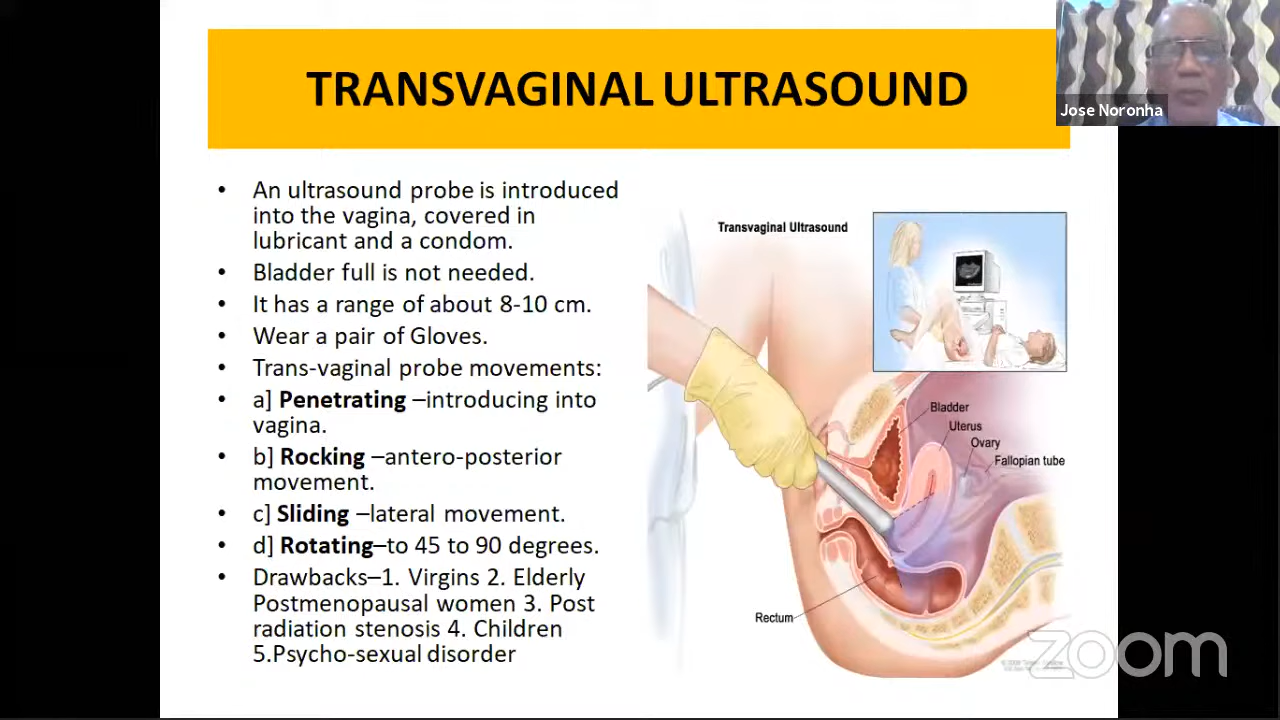 TRANSVAGINAL ULTRASOUND
Jose Noronha
• An ultrasound probe is introduced
into the vagina, covered in
lubricant and a condom.
• Bladder full is not needed.
• It has a range of about 8-10 cm.
• Wear a pair of Gloves.
• Trans-vaginal probe movements:
• a] Penetrating –introducing into
vagina.
• b] Rocking –antero-posterior
movement.
• c] Sliding –lateral movement.
• d] Rotating–to 45 to 90 degrees.
• Drawbacks–1. Virgins 2. Elderly
Postmenopausal women 3. Post
radiation stenosis 4. Children
5.Psycho-sexual disorder
Transvaginal Ultrasound
Bladder
Uterus
Ovary
Fallopian tube
Rectum
zoom